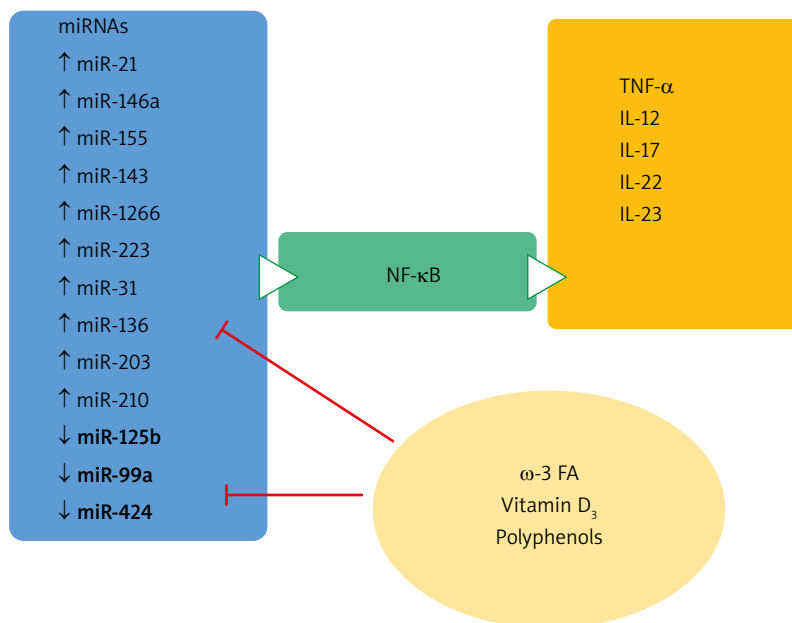 miRNAs
↑ miR-21
↑ miR-146a
↑ miR-155
↑ miR-143
↑ miR-1266
↑ miR-223
↑ miR-31
↑ miR-136
↑ miR-203
↑ miR-210
↓ miR-125b
↓ miR-99a
↓ miR-424
NF-κB
TNF-α
IL-12
IL-17
IL-22
IL-23
ω-3 FA
Vitamin D₃
Polyphenols